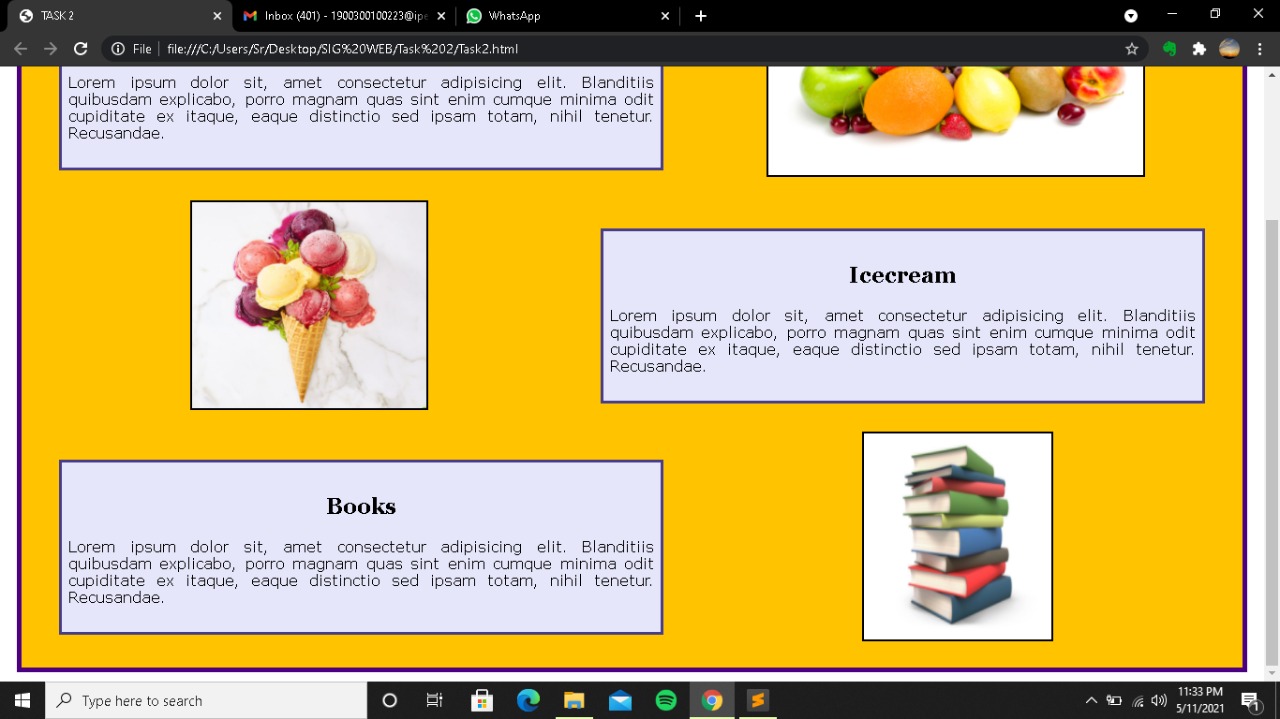 TASK 2
Inbox (401) - 1900300100223@ipe
WhatsApp
File
file:///C:/Users/Sr/Desktop/SIG%20WEB/Task%202/Task2.html
Lorem ipsum dolor sit, amet consectetur adipisicing elit. Blanditiis
quibusdam explicabo, porro magnam quas sint enim cumque minima odit
cupiditate ex itaque, eaque distinctio sed ipsam totam, nihil tenetur.
Recusandae.
Icecream
Lorem ipsum dolor sit, amet consectetur adipisicing elit. Blanditiis
quibusdam explicabo, porro magnam quas sint enim cumque minima odit
cupiditate ex itaque, eaque distinctio sed ipsam totam, nihil tenetur.
Recusandae.
Books
Lorem ipsum dolor sit, amet consectetur adipisicing elit. Blanditiis
quibusdam explicabo, porro magnam quas sint enim cumque minima odit
cupiditate ex itaque, eaque distinctio sed ipsam totam, nihil tenetur.
Recusandae.
Type here to search
11:33 PM
5/11/2021
1